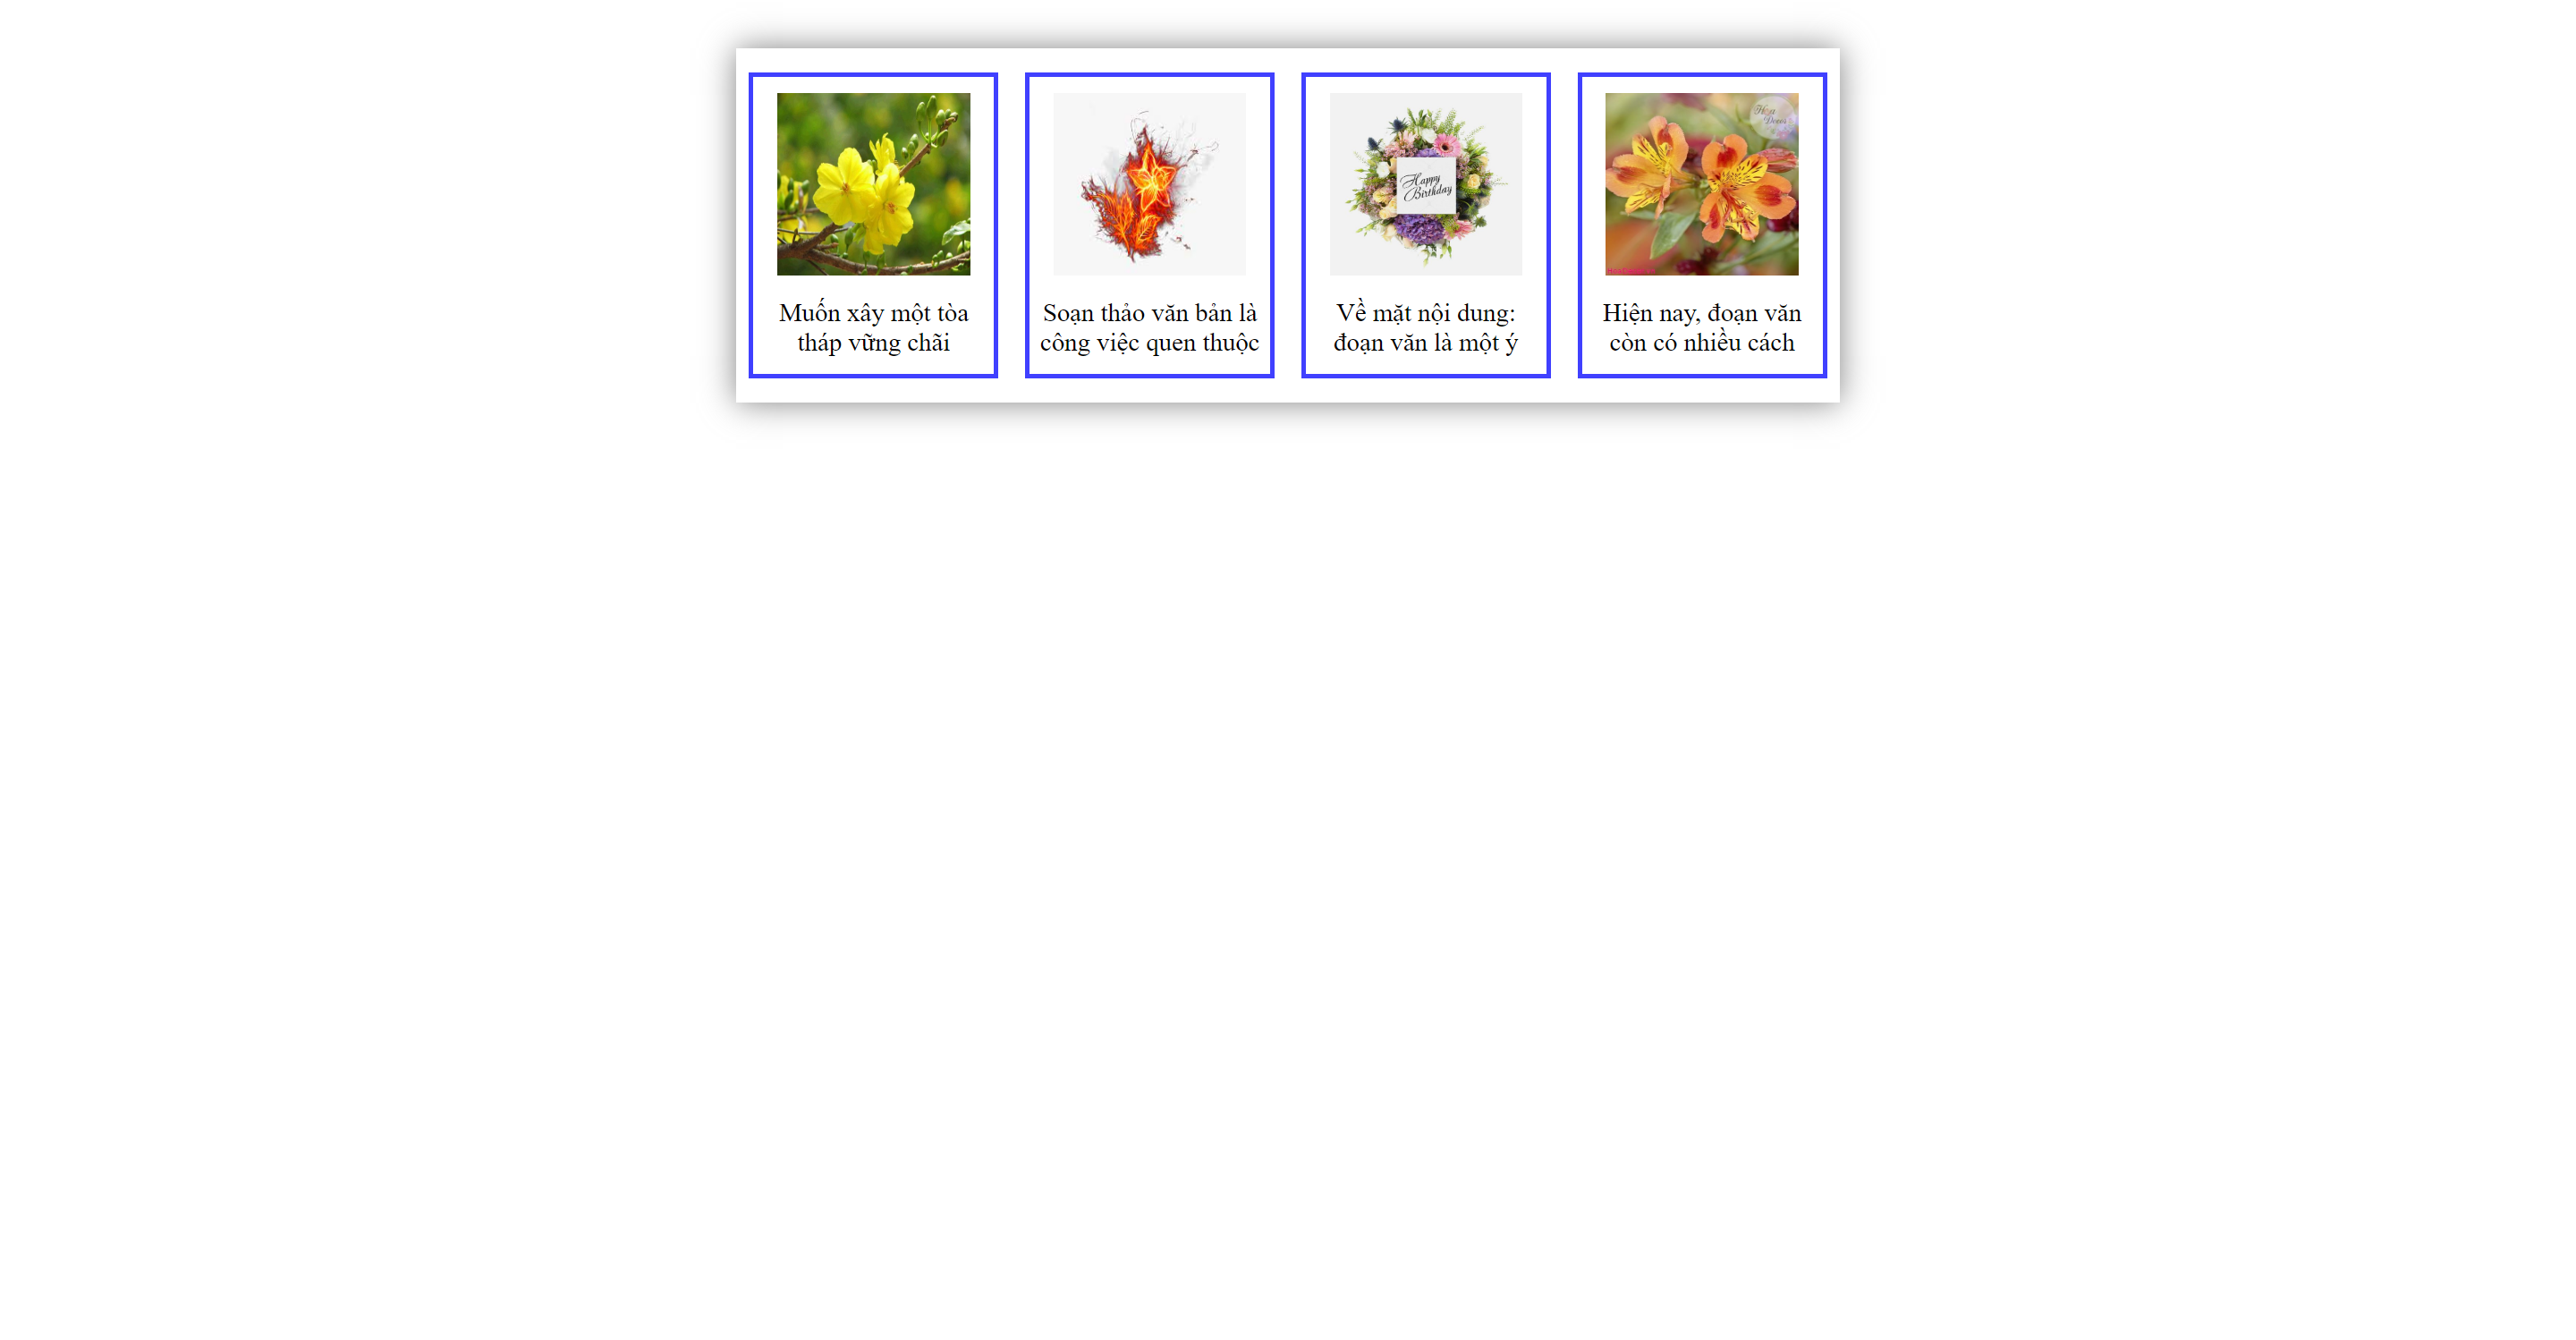 Muốn xây một tòa
tháp vững chãi
Soạn thảo văn bản là
công việc quen thuộc
Happy
Birthday
Về mặt nội dung:
đoạn văn là một ý
Hiện nay, đoạn văn
còn có nhiều cách